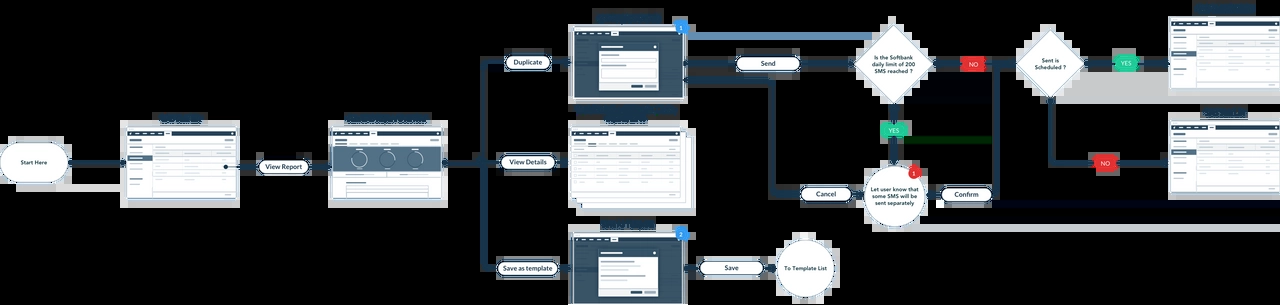 Start Here
View Report
Duplicate
View Details
Save as template
1
2
Send
Cancel
Save
To Template List
Is the Softbank
daily limit of 200
SMS reached ?
YES
1
Let user know that
some SMS will be
sent separately
NO
Confirm
Sent is
Scheduled ?
YES
NO